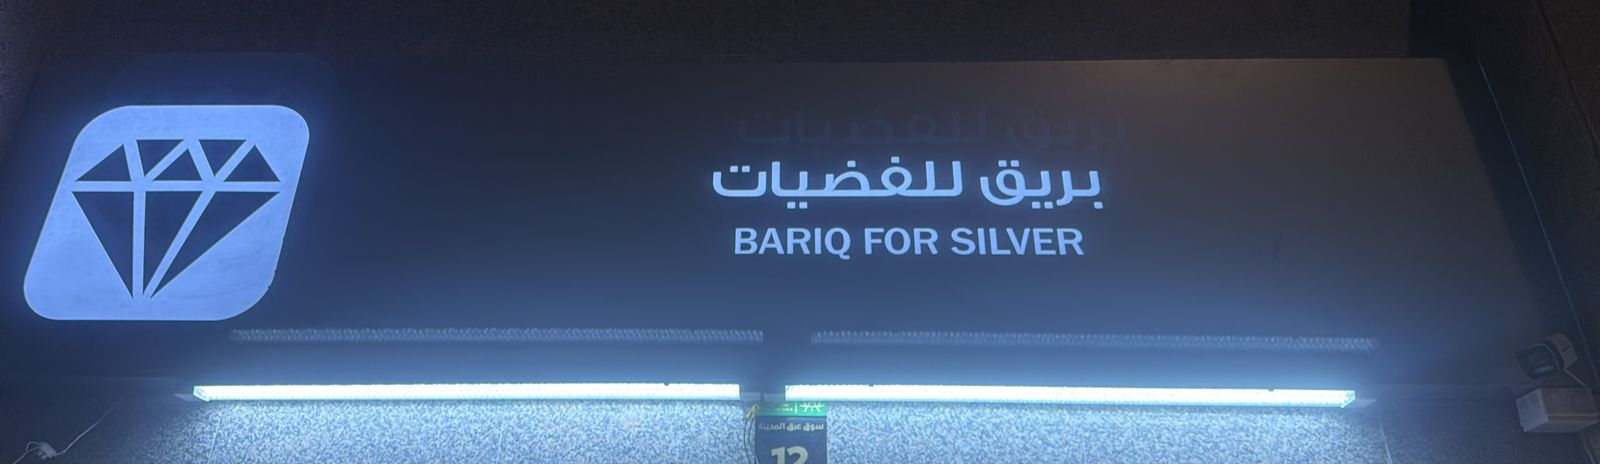 بريق للفضيات
BARIQ FOR SILVER
سوق عبق المدينة
12